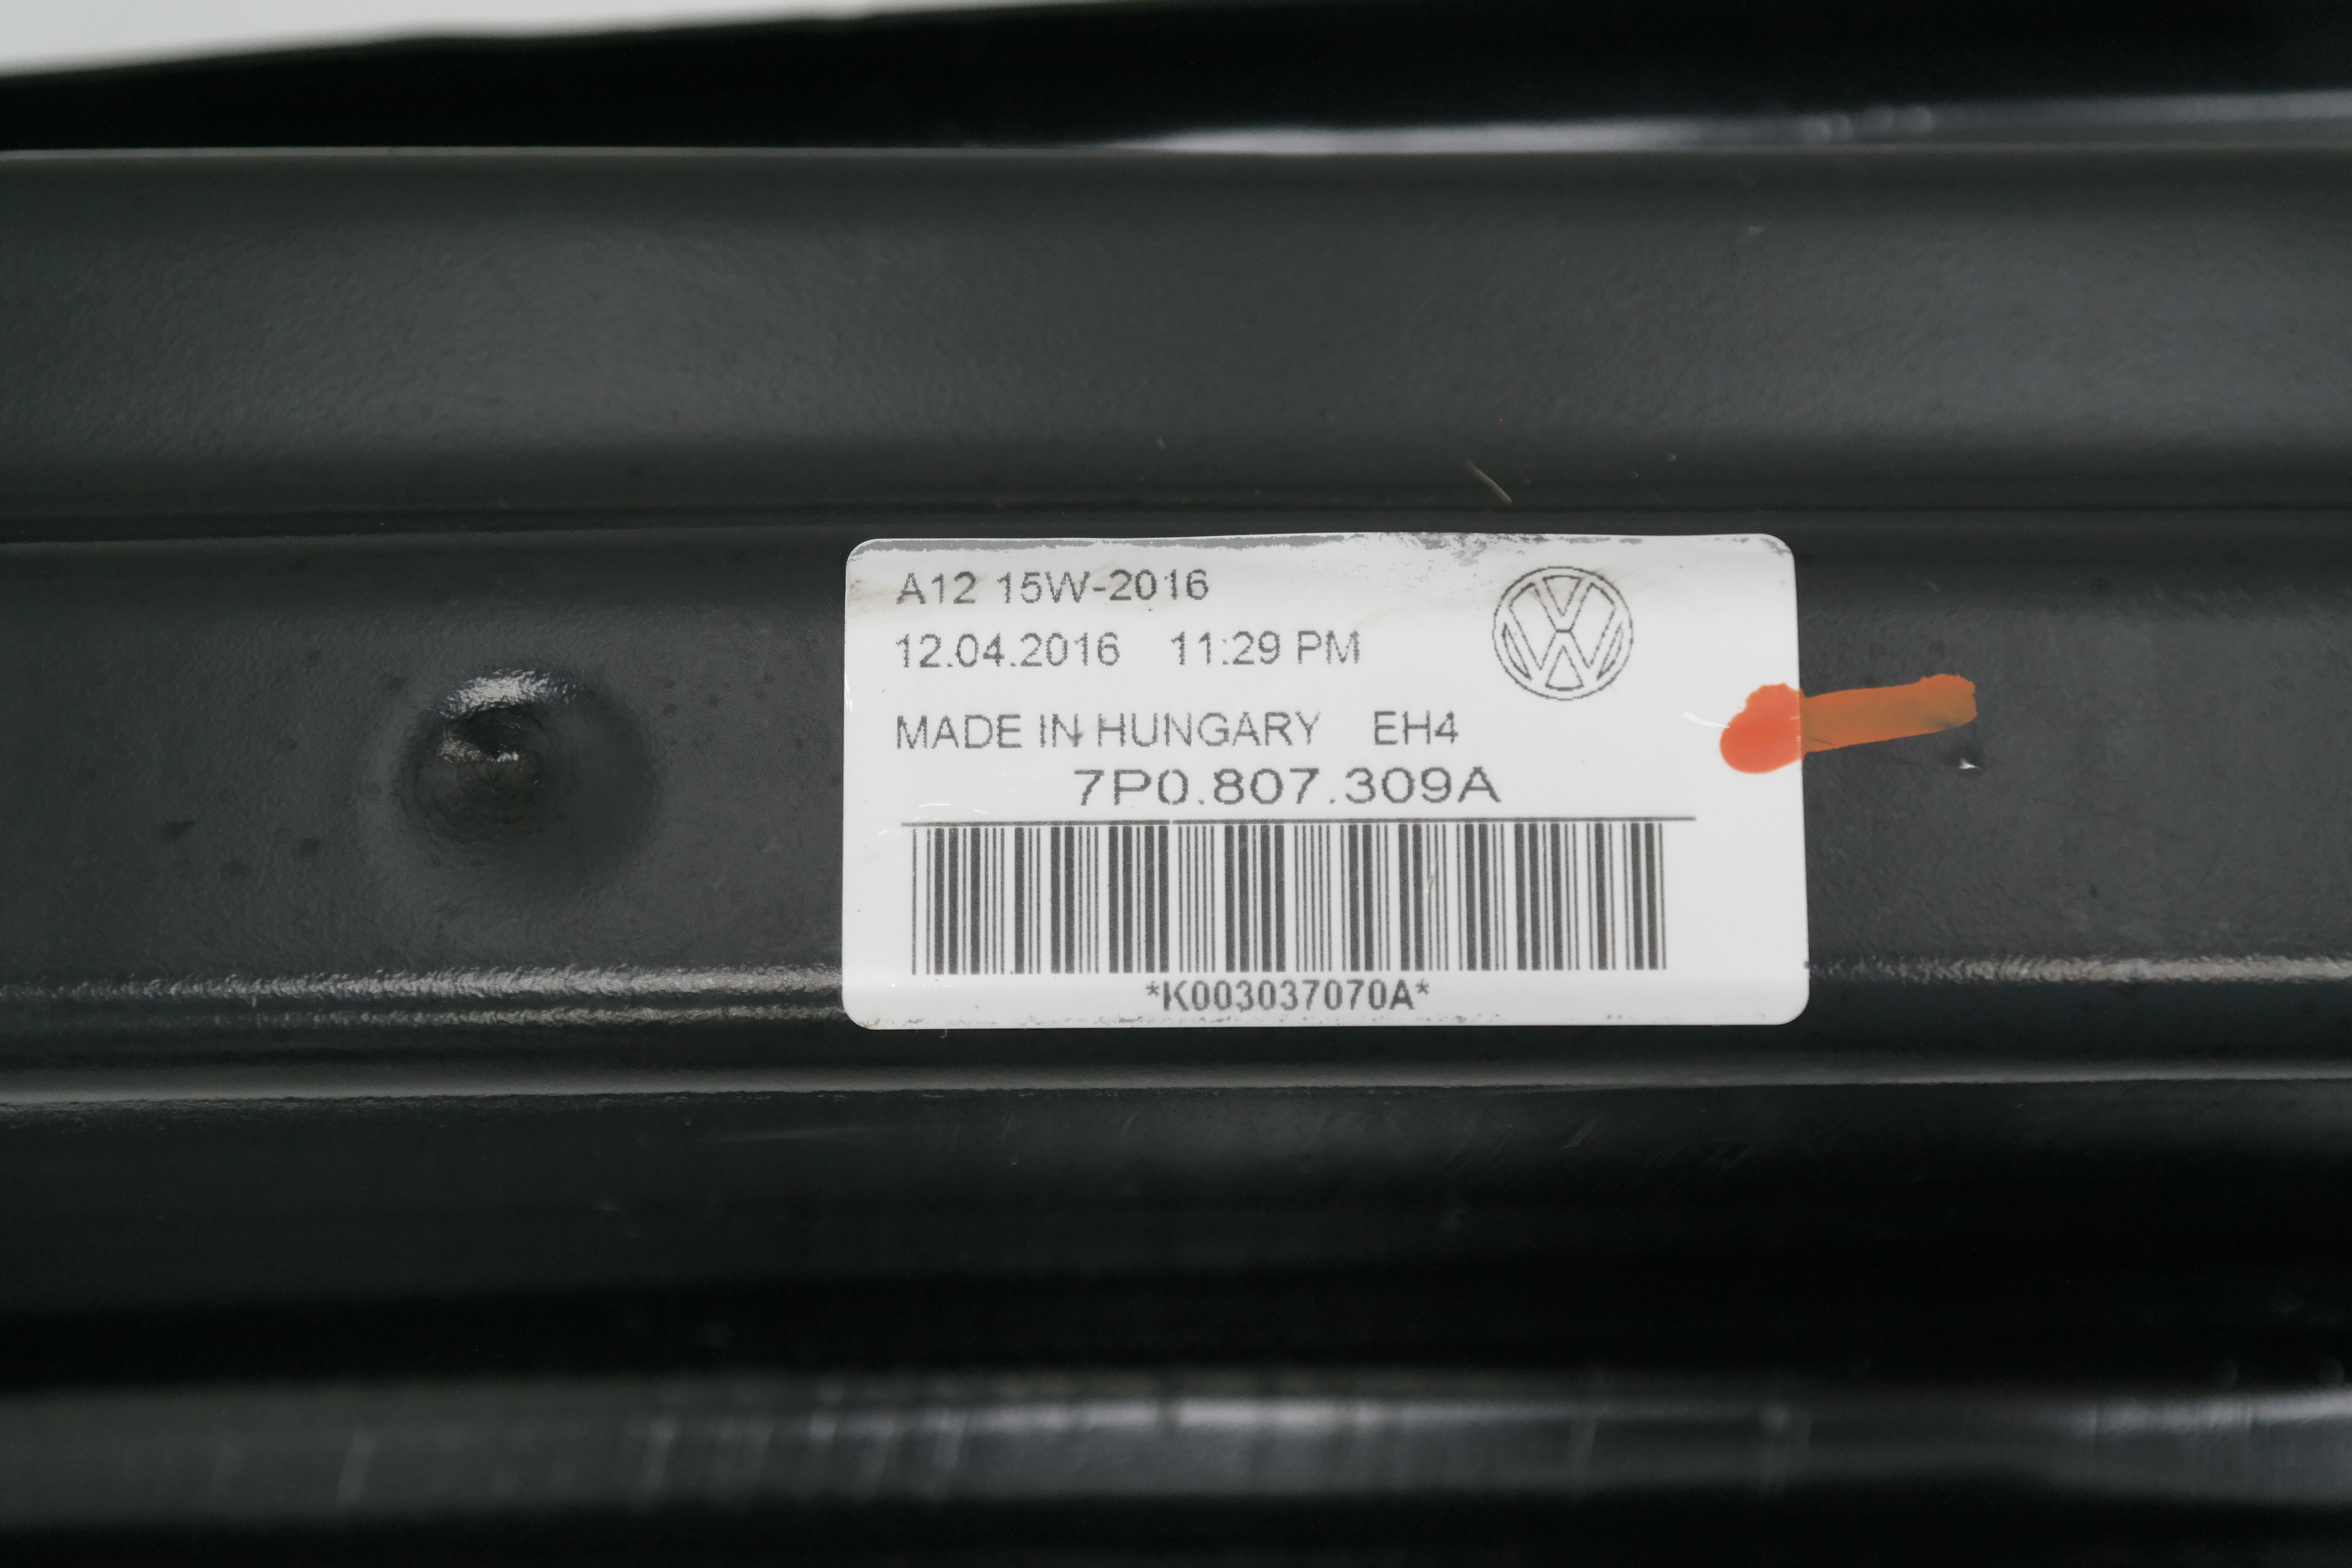 A12 15W-2016
12.04.2016 11:29 PM
MADE IN HUNGARY EH4
7P0.807.309A
*K003037070A*